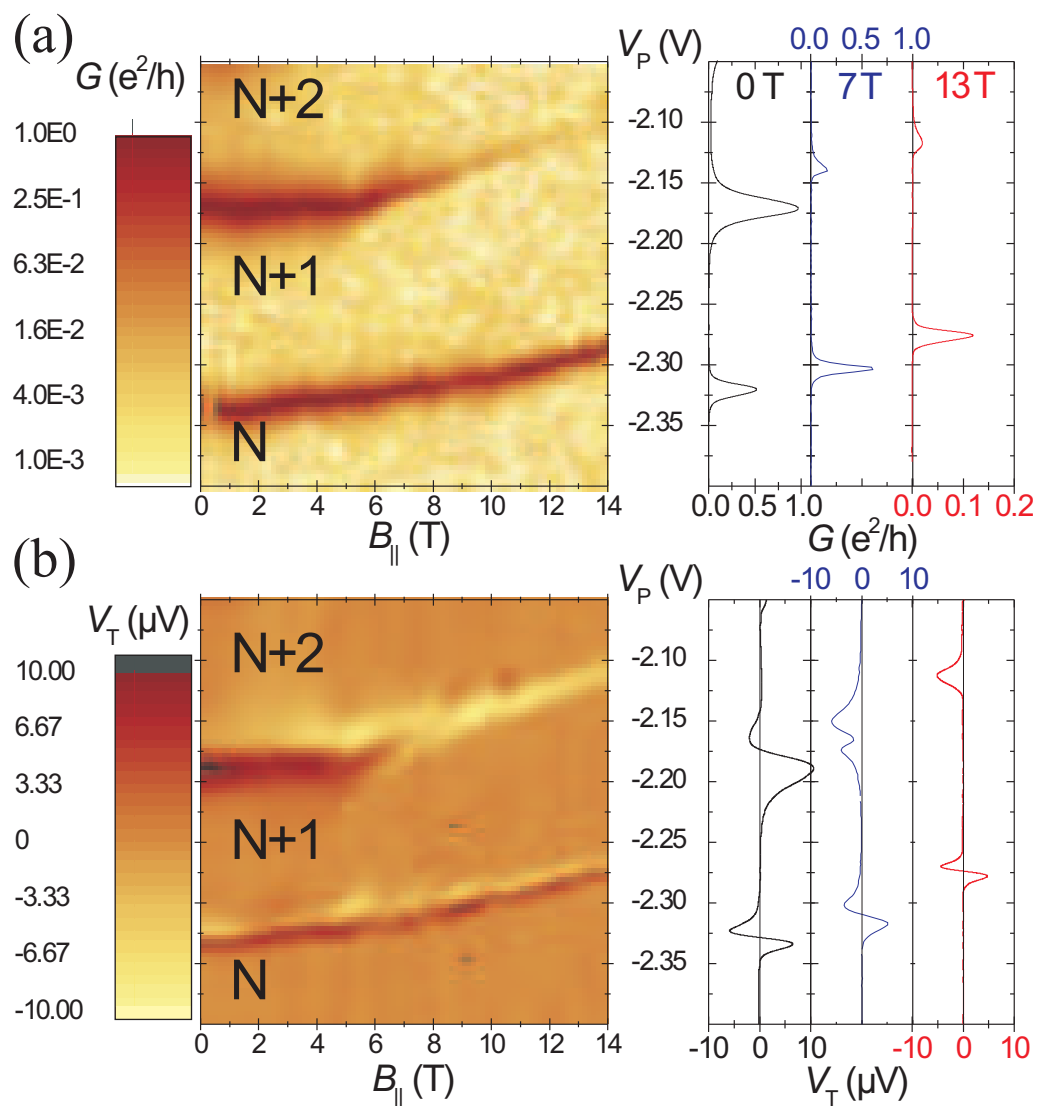 (a)
G (e²/h)
1.0E0
2.5E-1
6.3E-2
1.6E-2
4.0E-3
1.0E-3
N+2
N+1
N
0 2 4 6 8 10 12 14
B|| (T)
VP (V)
-2.10
-2.15
-2.20
-2.25
-2.30
-2.35
0.0 0.5 1.0
0 T 7T 13T
0.0 0.5 1.0 0.0 0.1 0.2
G (e²/h)
(b)
VT (µV)
10.00
6.67
3.33
0
-3.33
-6.67
-10.00
N+2
N+1
N
0 2 4 6 8 10 12 14
B|| (T)
VP (V)
-2.10
-2.15
-2.20
-2.25
-2.30
-2.35
-10 0 10
-10 0 10 -10 0 10
VT (µV)